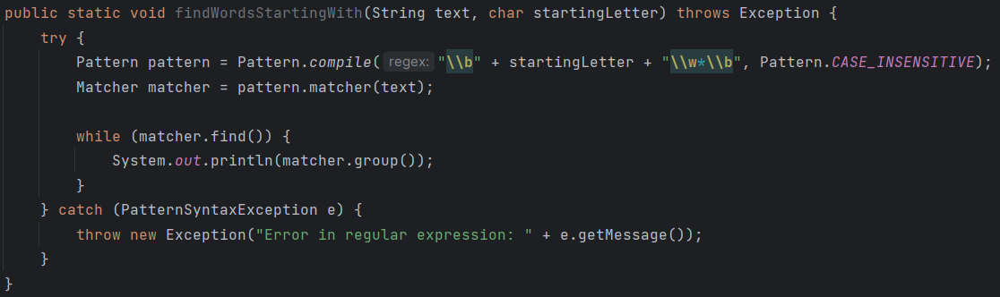 public static void findWordsStartingWith(String text, char startingLetter) throws Exception {
    try {
        Pattern pattern = Pattern.compile( regex: "\\b" + startingLetter + "\\w*\\b", Pattern.CASE_INSENSITIVE);
        Matcher matcher = pattern.matcher(text);

        while (matcher.find()) {
            System.out.println(matcher.group());
        }
    } catch (PatternSyntaxException e) {
        throw new Exception("Error in regular expression: " + e.getMessage());
    }
}